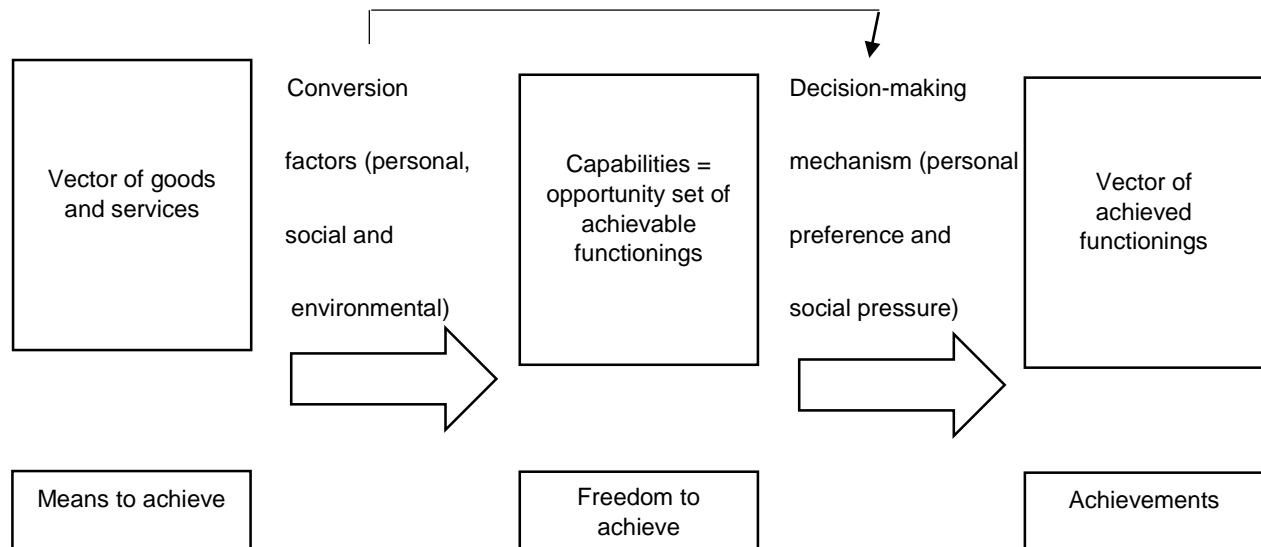 Vector of goods
and services
Conversion
factors (personal,
social and
environmental)
Capabilities =
opportunity set of
achievable
functionings
Decision-making
mechanism (personal
preference and
social pressure)
Vector of
achieved
functionings
Means to achieve
Freedom to
achieve
Achievements